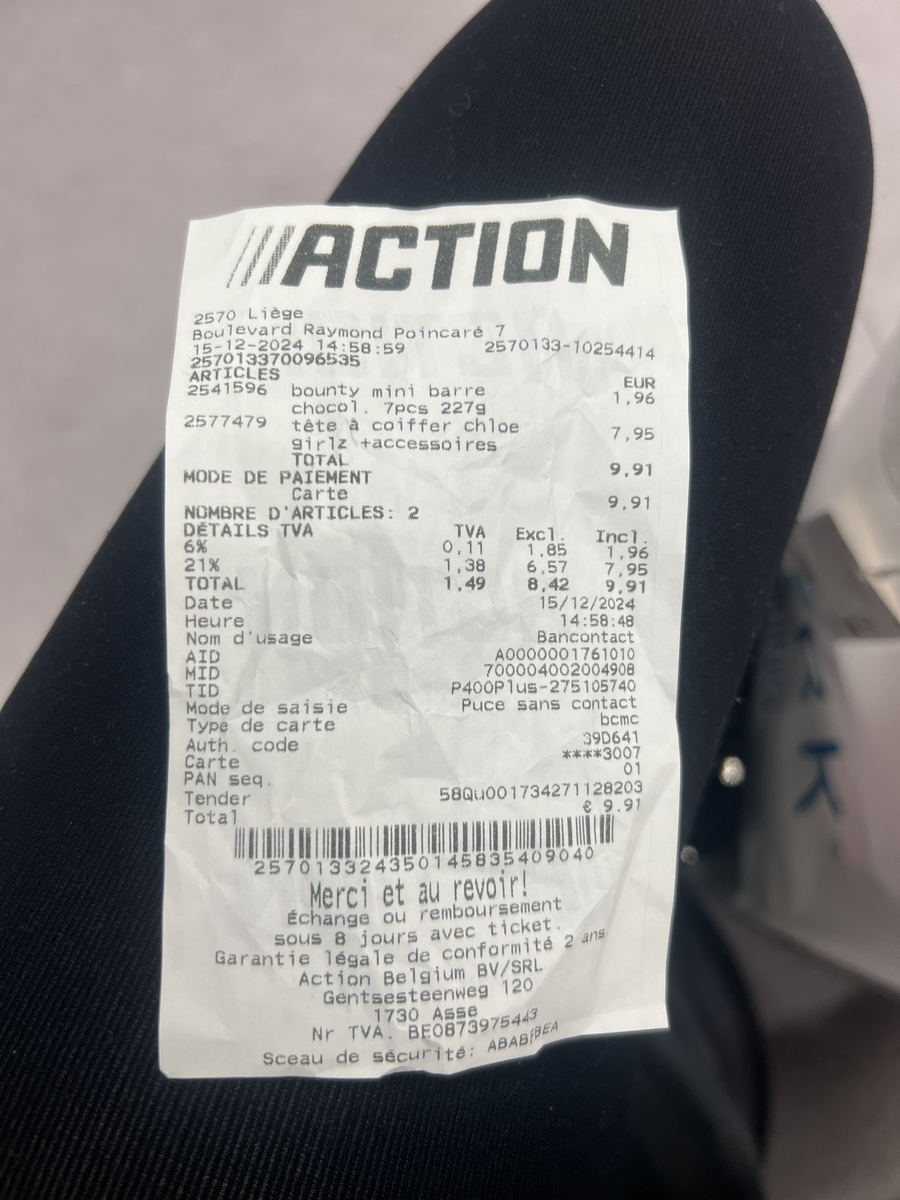 ACTION
2570 Liège
Boulevard Raymond Poincaré 7
15-12-2024 14:58:59 2570133-10254414
257013370096535
ARTICLES EUR
2541596 bounty mini barre 1,96
chocol. 7pcs 227g
2577479 tête à coiffer chloe 7,95
girlz +accessoires
TOTAL 9,91
MODE DE PAIEMENT
Carte 9,91
NOMBRE D'ARTICLES: 2
DÉTAILS TVA TVA Excl. Incl.
6% 0,11 1,85 1,96
21% 1,38 6,57 7,95
TOTAL 1,49 8,42 9,91
Date 15/12/2024
Heure 14:58:48
Nom d'usage Bancontact
AID A0000001761010
MID 700004002004908
TID P400Plus-275105740
Mode de saisie Puce sans contact
Type de carte bcmc
Auth. code 39D641
Carte ****3007
PAN seq. 01
Tender 58Qu001734271128203
Total € 9.91
257013324350145835409040
Merci et au revoir!
Échange ou remboursement
sous 8 jours avec ticket.
Garantie légale de conformité 2 ans
Action Belgium BV/SRL
Gentsesteenweg 120
1730 Asse
Nr TVA. BE0873975443
Sceau de sécurité: